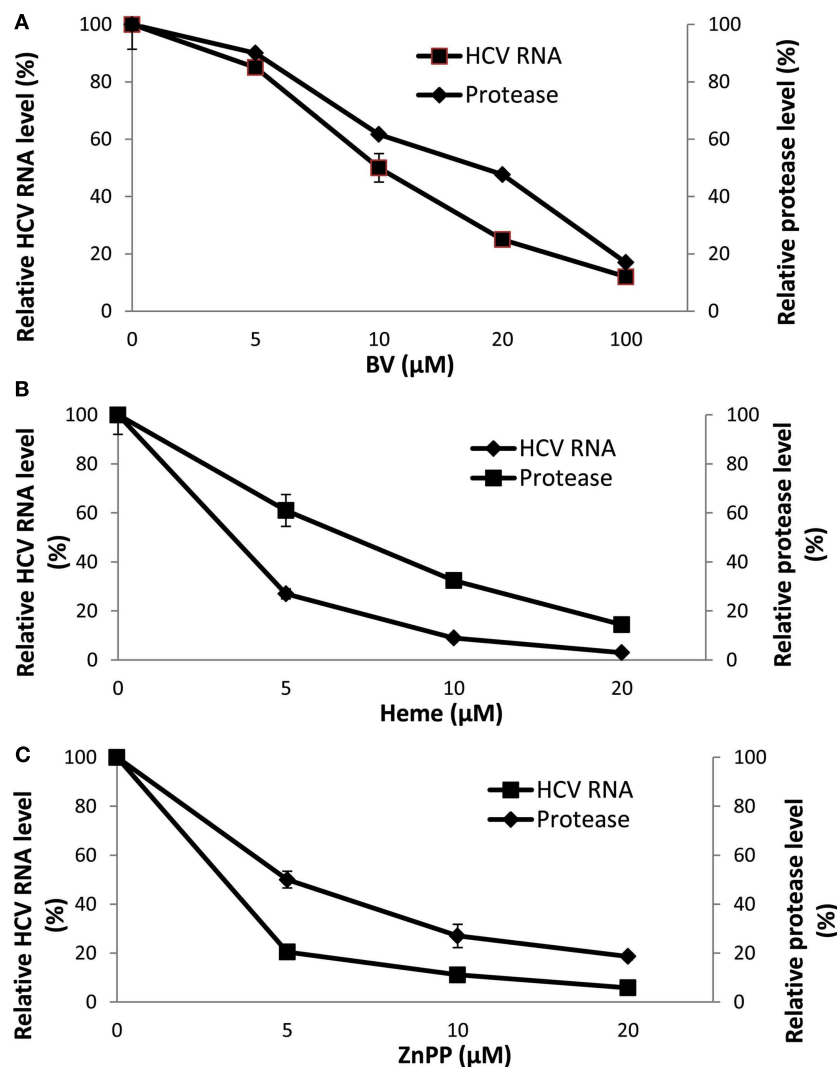 A
Relative HCV RNA level (%)
100
80
60
40
20
0
HCV RNA
Protease
100
80
60
40
20
0
Relative protease level (%)
0 5 10 20 100
BV (µM)
B
Relative HCV RNA level
(%)
100
80
60
40
20
0
HCV RNA
Protease
100
80
60
40
20
0
Relative protease level
(%)
0 5 10 20
Heme (µM)
C
Relative HCV RNA level
(%)
100
80
60
40
20
0
HCV RNA
Protease
100
80
60
40
20
0
Relative protease level
(%)
0 5 10 20
ZnPP (µM)